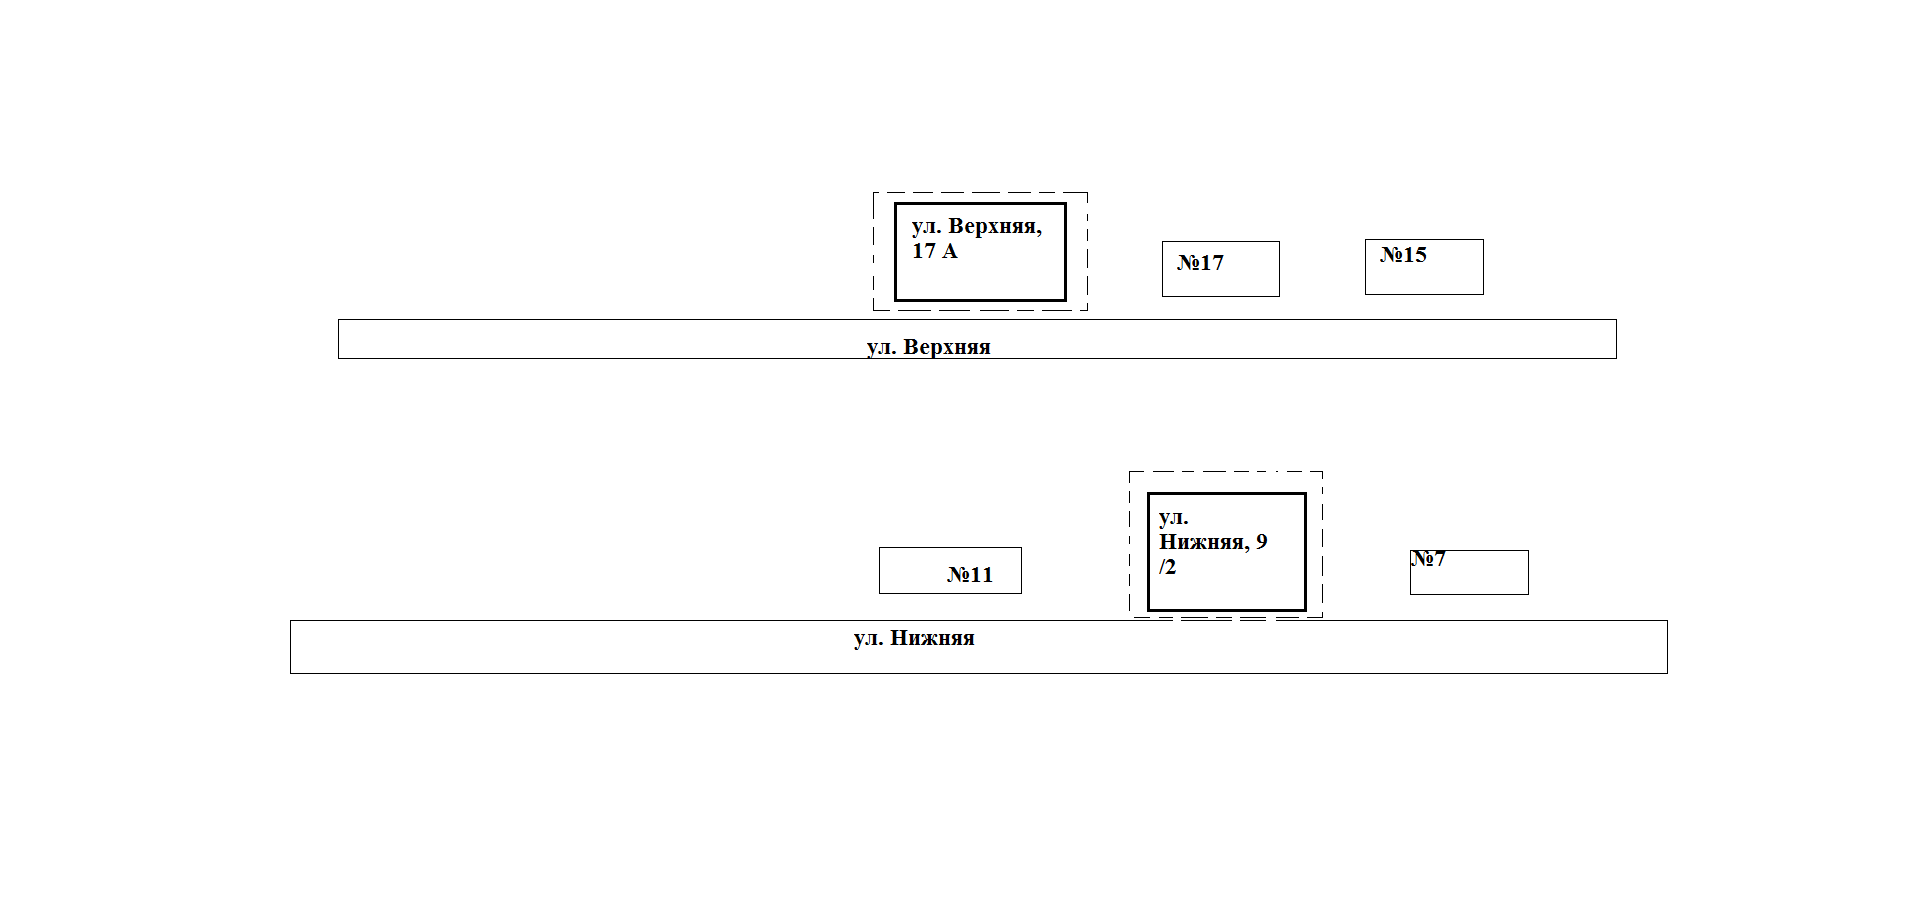 ул. Верхняя,
17 А
№17
№15
ул. Верхняя
ул.
Нижняя, 9
/2
№11
№7
ул. Нижняя